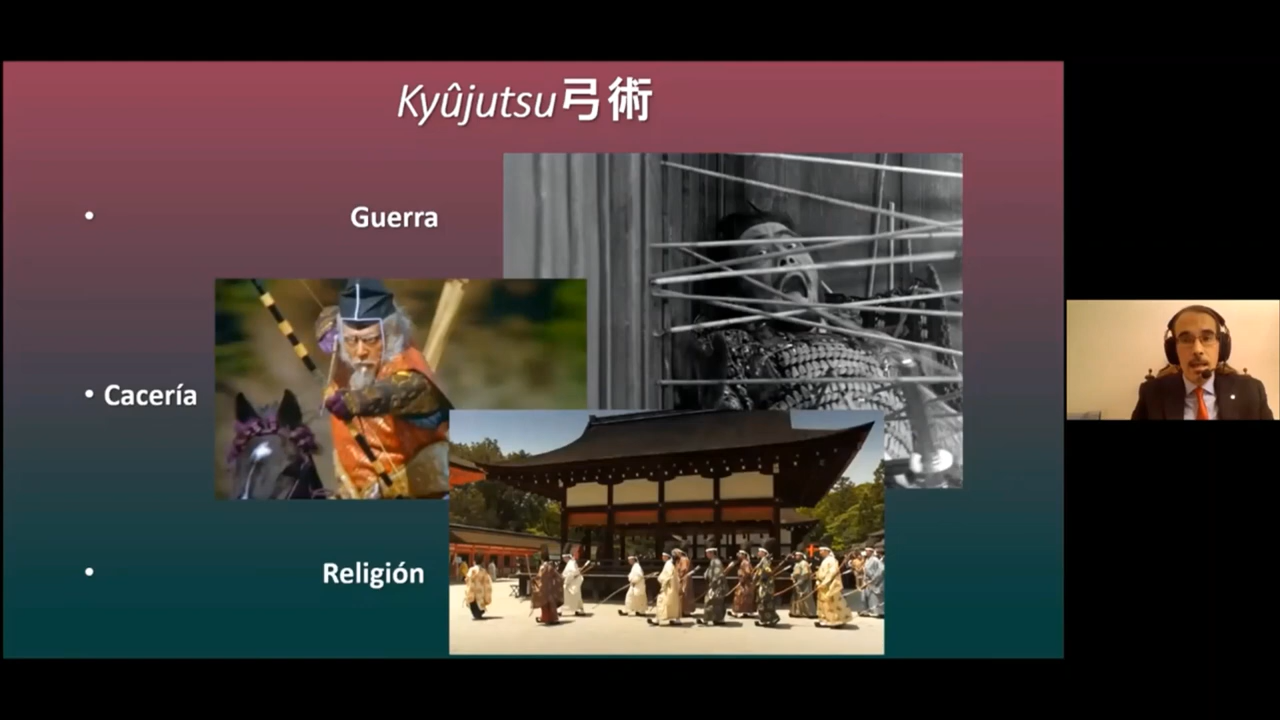 Kyûjutsu弓術
• Guerra
• Cacería
• Religión